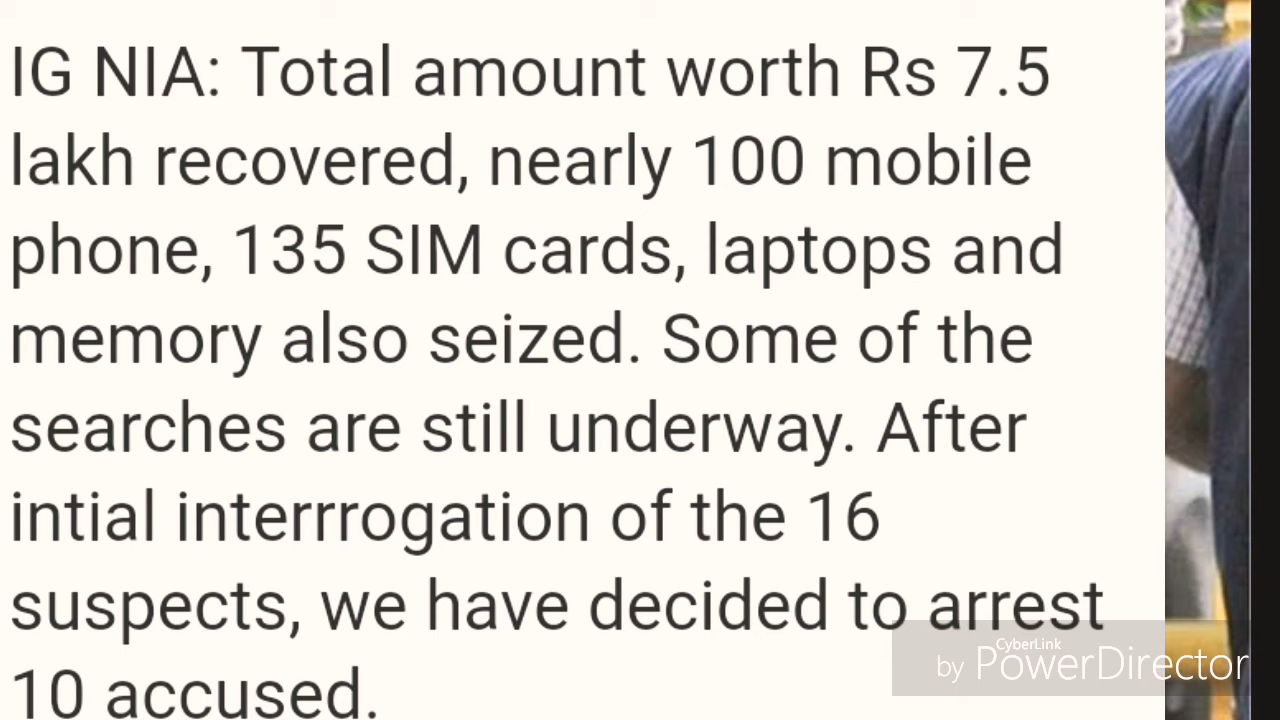 IG NIA: Total amount worth Rs 7.5
lakh recovered, nearly 100 mobile
phone, 135 SIM cards, laptops and
memory also seized. Some of the
searches are still underway. After
intial interrrogation of the 16
suspects, we have decided to arrest
10 accused.
CyberLink
by PowerDirector